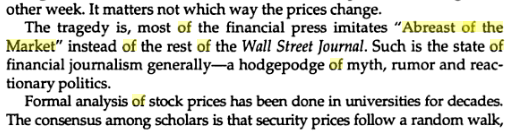 other week. It matters not which way the prices change.
The tragedy is, most of the financial press imitates “Abreast of the
Market” instead of the rest of the Wall Street Journal. Such is the state of
financial journalism generally—a hodgepodge of myth, rumor and reac-
tionary politics.
Formal analysis of stock prices has been done in universities for decades.
The consensus among scholars is that security prices follow a random walk,